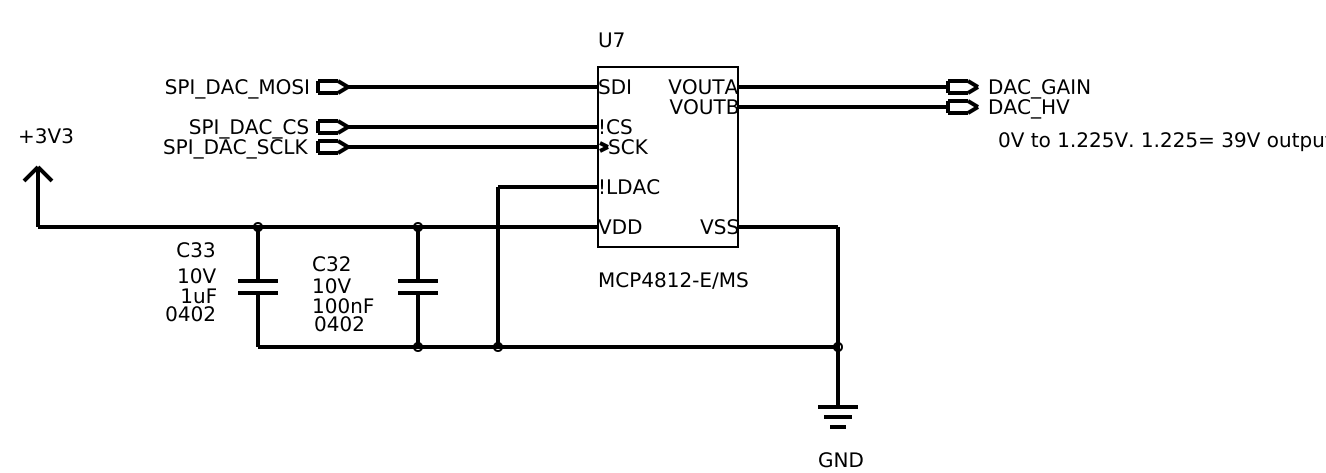 U7
SPI_DAC_MOSI
SDI
VOUTA
DAC_GAIN
VOUTB
DAC_HV
SPI_DAC_CS
!CS
+3V3
SPI_DAC_SCLK
SCK
0V to 1.225V. 1.225= 39V outpu
!LDAC
VDD
VSS
C33
10V
1uF
0402
C32
10V
100nF
0402
MCP4812-E/MS
GND